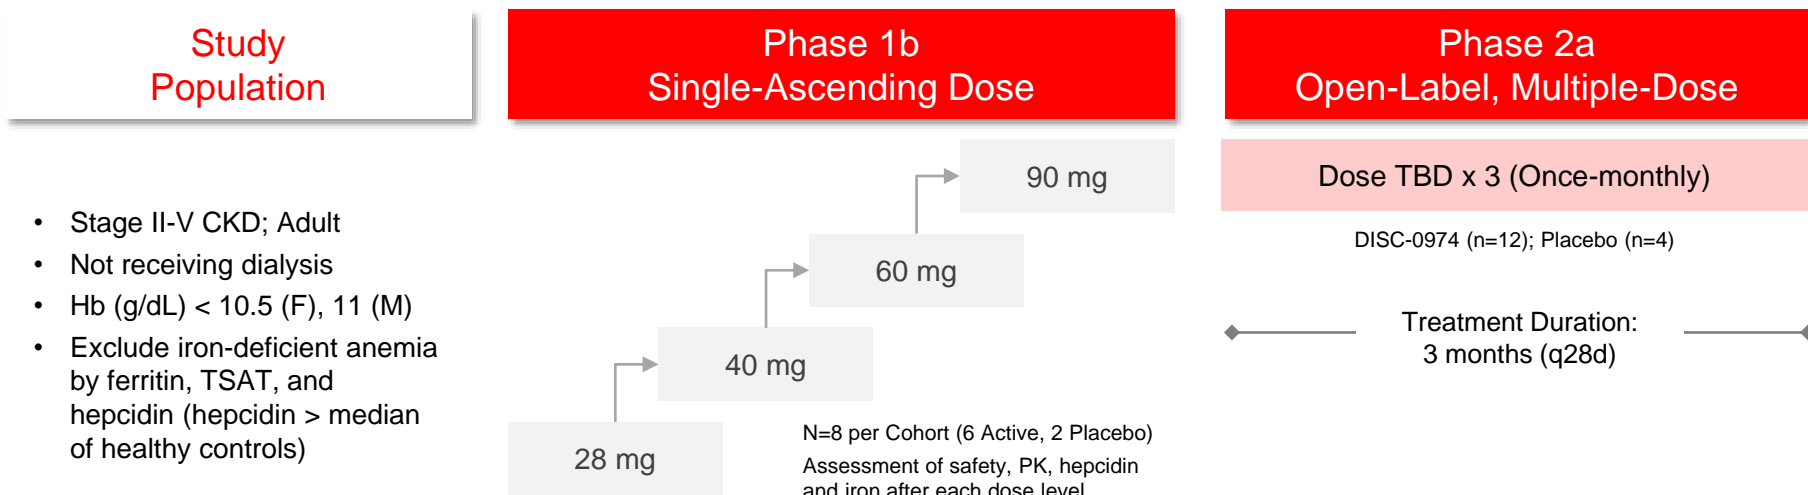 Study
Population
• Stage II-V CKD; Adult
• Not receiving dialysis
• Hb (g/dL) < 10.5 (F), 11 (M)
• Exclude iron-deficient anemia
by ferritin, TSAT, and
hepcidin (hepcidin > median
of healthy controls)
Phase 1b
Single-Ascending Dose
90 mg
60 mg
40 mg
28 mg
N=8 per Cohort (6 Active, 2 Placebo)
Assessment of safety, PK, hepcidin
and iron after each dose level
Phase 2a
Open-Label, Multiple-Dose
Dose TBD x 3 (Once-monthly)
DISC-0974 (n=12); Placebo (n=4)
Treatment Duration:
3 months (q28d)